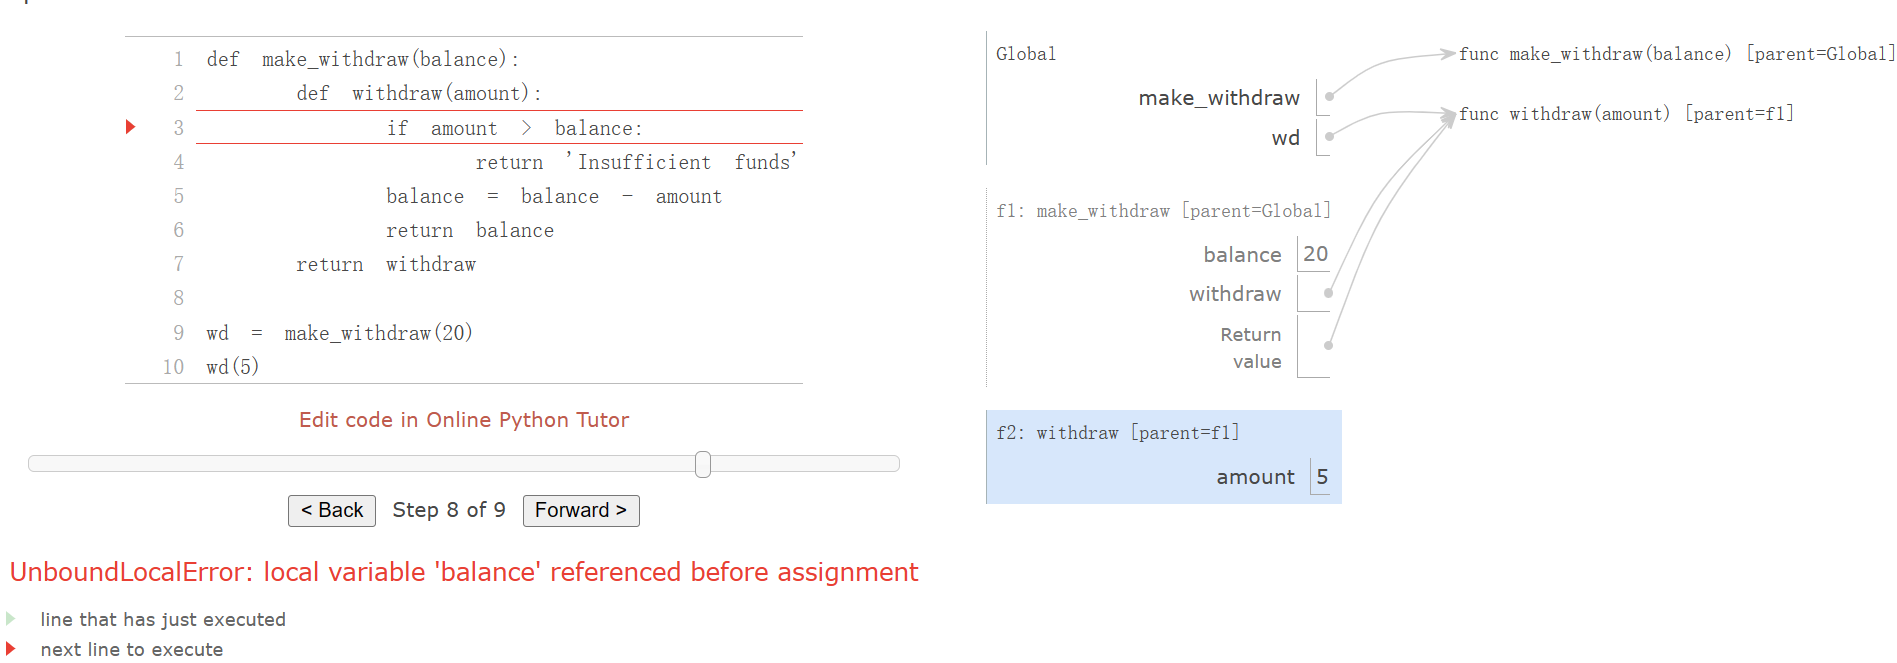 1 def make_withdraw(balance):
2 def withdraw(amount):
3 if amount > balance:
4 return 'Insufficient funds'
5 balance = balance - amount
6 return balance
7 return withdraw
8
9 wd = make_withdraw(20)
10 wd(5)
Edit code in Online Python Tutor
< Back Step 8 of 9 Forward >
UnboundLocalError: local variable 'balance' referenced before assignment
line that has just executed
next line to execute
Global
make_withdraw
wd
func make_withdraw(balance) [parent=Global]
func withdraw(amount) [parent=f1]
f1: make_withdraw [parent=Global]
balance 20
withdraw
Return
value
f2: withdraw [parent=f1]
amount 5